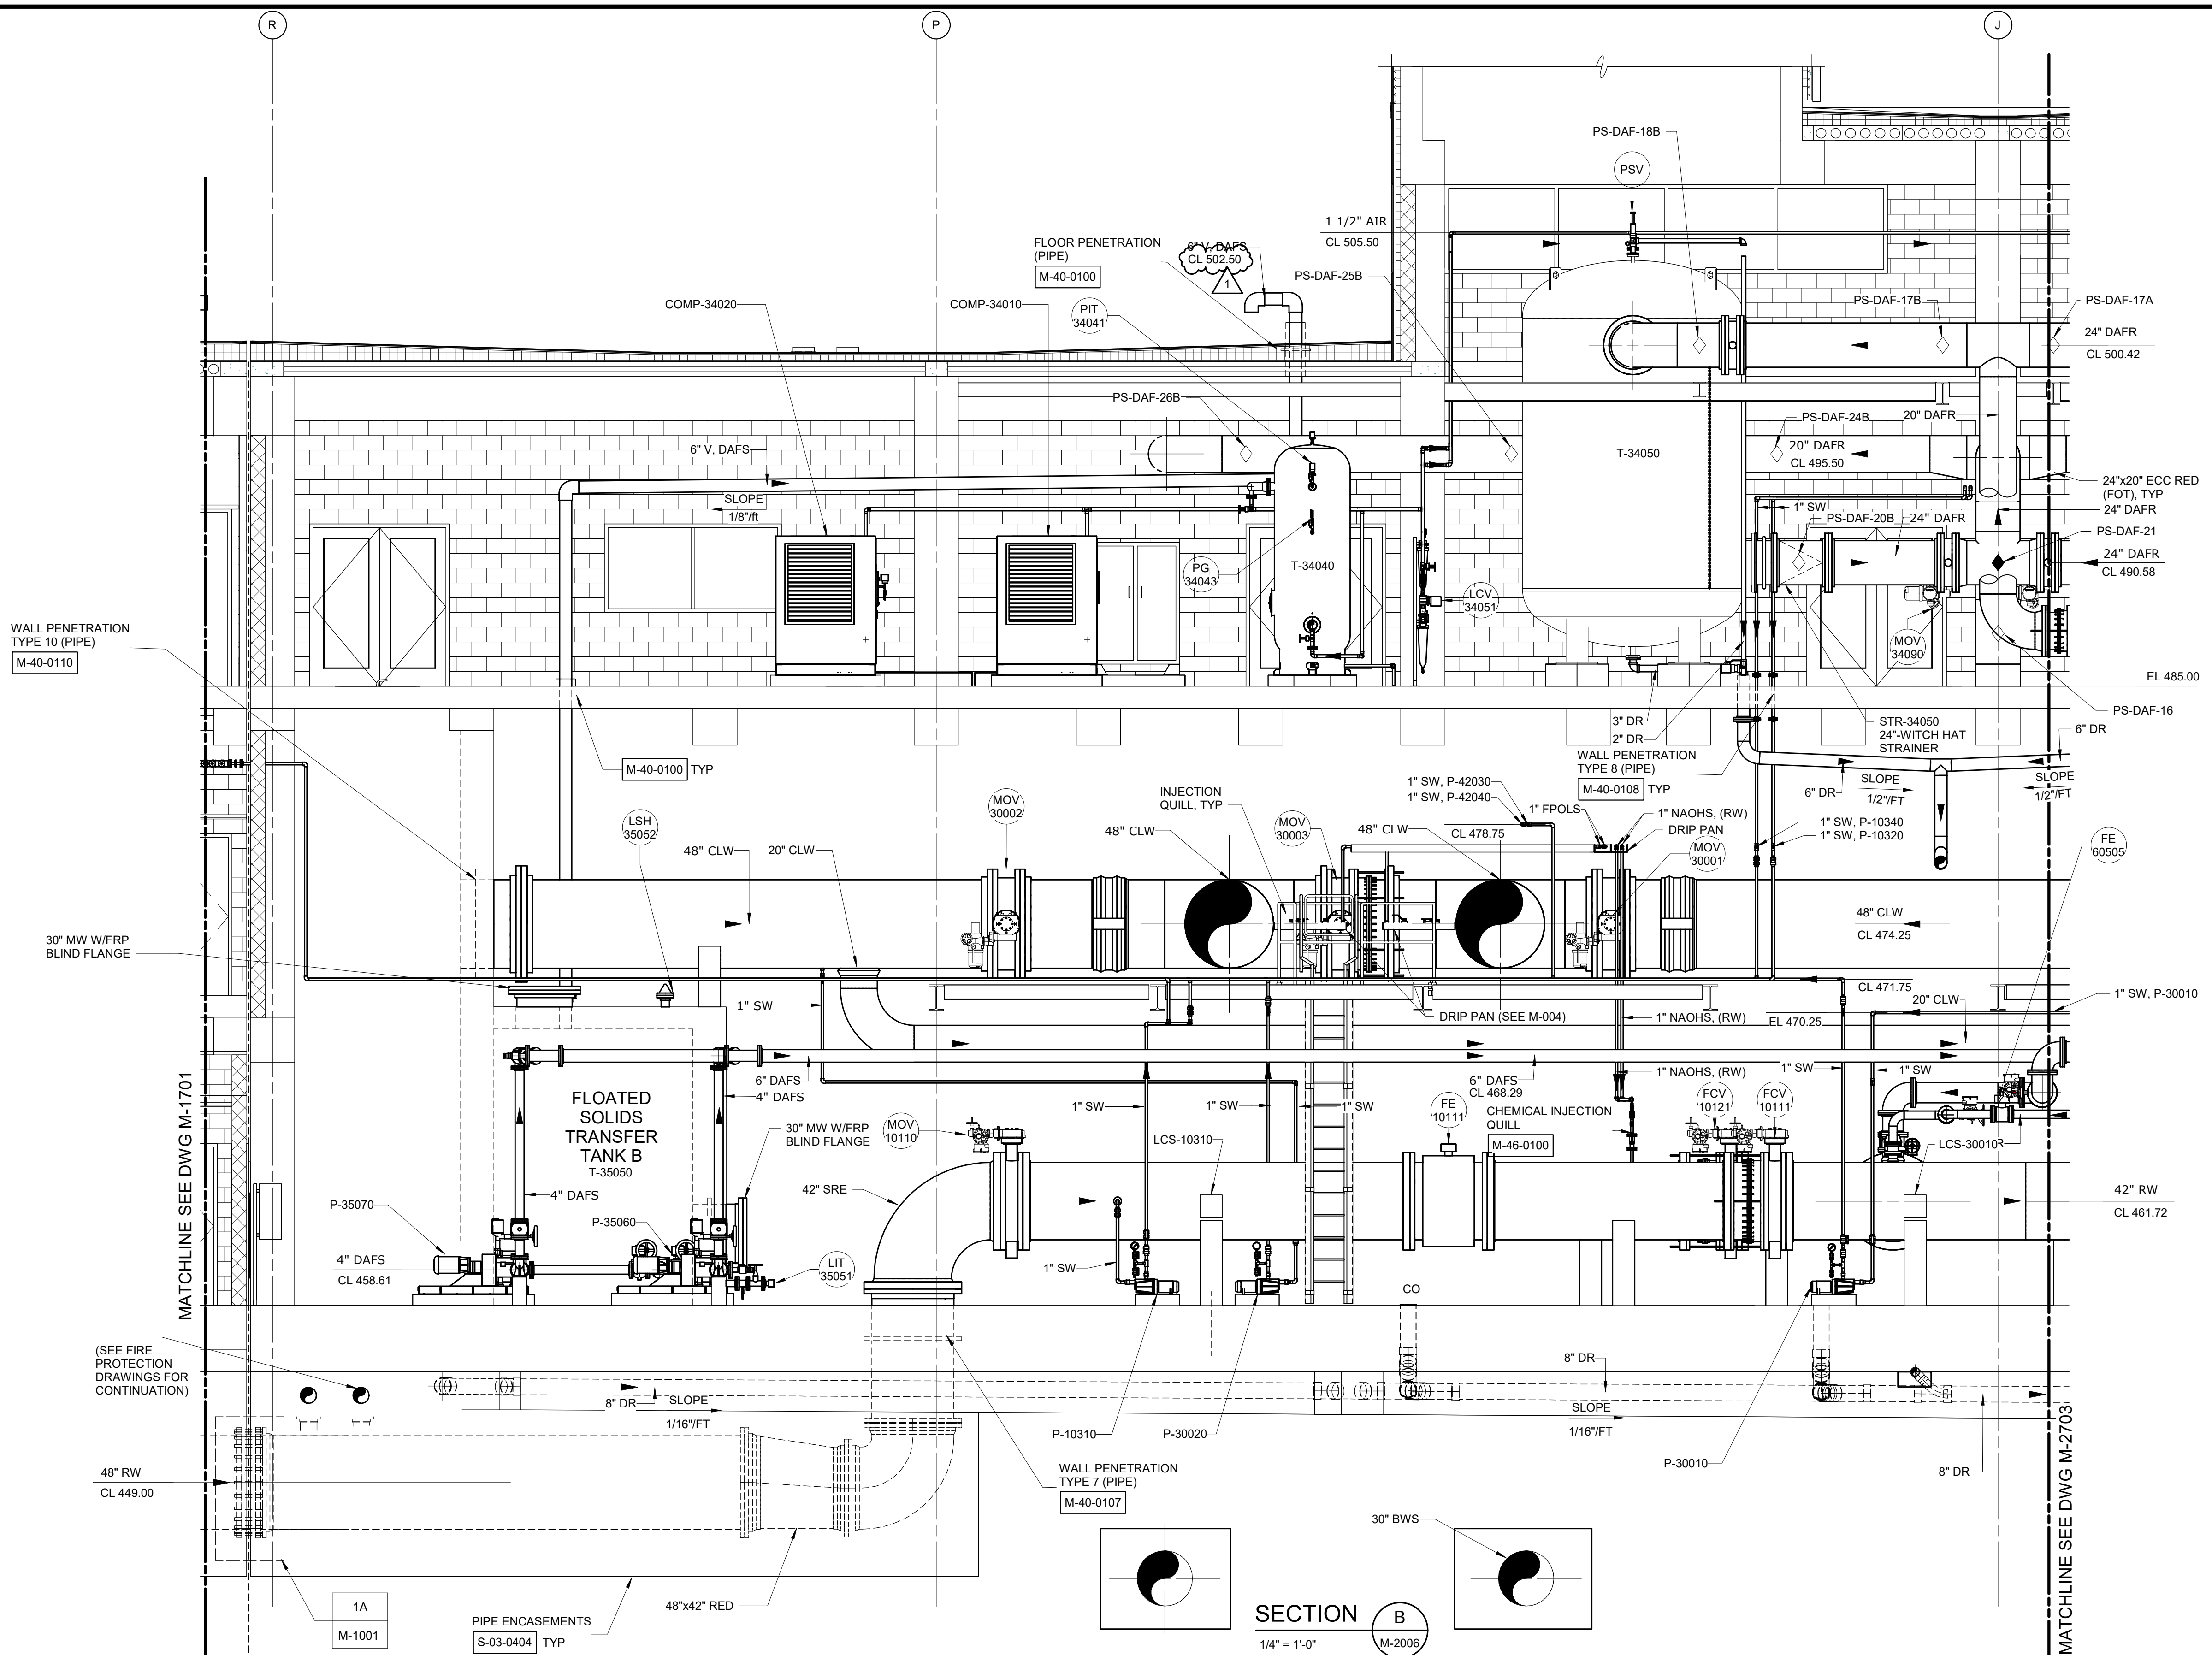 R
P
J
PS-DAF-18B
PSV
1 1/2" AIR
CL 505.50
FLOOR PENETRATION
(PIPE)
M-40-0100
6" V, DAFS
CL 502.50
1
PS-DAF-25B
COMP-34020
COMP-34010
PIT
34041
PS-DAF-17B
PS-DAF-17A
24" DAFR
CL 500.42
PS-DAF-26B
PS-DAF-24B
20" DAFR
20" DAFR
CL 495.50
6" V, DAFS
T-34050
SLOPE
1/8"/ft
24"x20" ECC RED
(FOT), TYP
24" DAFR
1" SW
PS-DAF-20B
24" DAFR
PS-DAF-21
24" DAFR
CL 490.58
PG
34043
T-34040
LCV
34051
WALL PENETRATION
TYPE 10 (PIPE)
M-40-0110
MOV
34090
EL 485.00
PS-DAF-16
3" DR
2" DR
STR-34050
24"-WITCH HAT
STRAINER
6" DR
M-40-0100 TYP
WALL PENETRATION
TYPE 8 (PIPE)
M-40-0108 TYP
SLOPE
1/2"/FT
6" DR
SLOPE
1/2"/FT
1" SW, P-42030
1" SW, P-42040
INJECTION
QUILL, TYP
1" FPOLS
1" NAOHS, (RW)
DRIP PAN
MOV
30002
MOV
30003
48" CLW
48" CLW
CL 478.75
MOV
30001
1" SW, P-10340
1" SW, P-10320
FE
60505
LSH
35052
48" CLW
20" CLW
48" CLW
CL 474.25
30" MW W/FRP
BLIND FLANGE
CL 471.75
20" CLW
1" SW, P-30010
1" SW
DRIP PAN (SEE M-004)
1" NAOHS, (RW)
EL 470.25
MATCHLINE SEE DWG M-1701
FLOATED
SOLIDS
TRANSFER
TANK B
T-35050
6" DAFS
4" DAFS
6" DAFS
CL 468.29
1" NAOHS, (RW)
1" SW
1" SW
1" SW
1" SW
1" SW
30" MW W/FRP
BLIND FLANGE
MOV
10110
FE
10111
CHEMICAL INJECTION
QUILL
M-46-0100
FCV
10121
FCV
10111
LCS-10310
LCS-30010
4" DAFS
42" SRE
P-35070
P-35060
42" RW
CL 461.72
4" DAFS
CL 458.61
LIT
35051
1" SW
CO
(SEE FIRE
PROTECTION
DRAWINGS FOR
CONTINUATION)
8" DR
8" DR
SLOPE
1/16"/FT
SLOPE
1/16"/FT
P-10310
P-30020
P-30010
8" DR
48" RW
CL 449.00
WALL PENETRATION
TYPE 7 (PIPE)
M-40-0107
30" BWS
MATCHLINE SEE DWG M-2703
1A
M-1001
PIPE ENCASEMENTS
S-03-0404 TYP
48"x42" RED
SECTION
1/4" = 1'-0"
B
M-2006